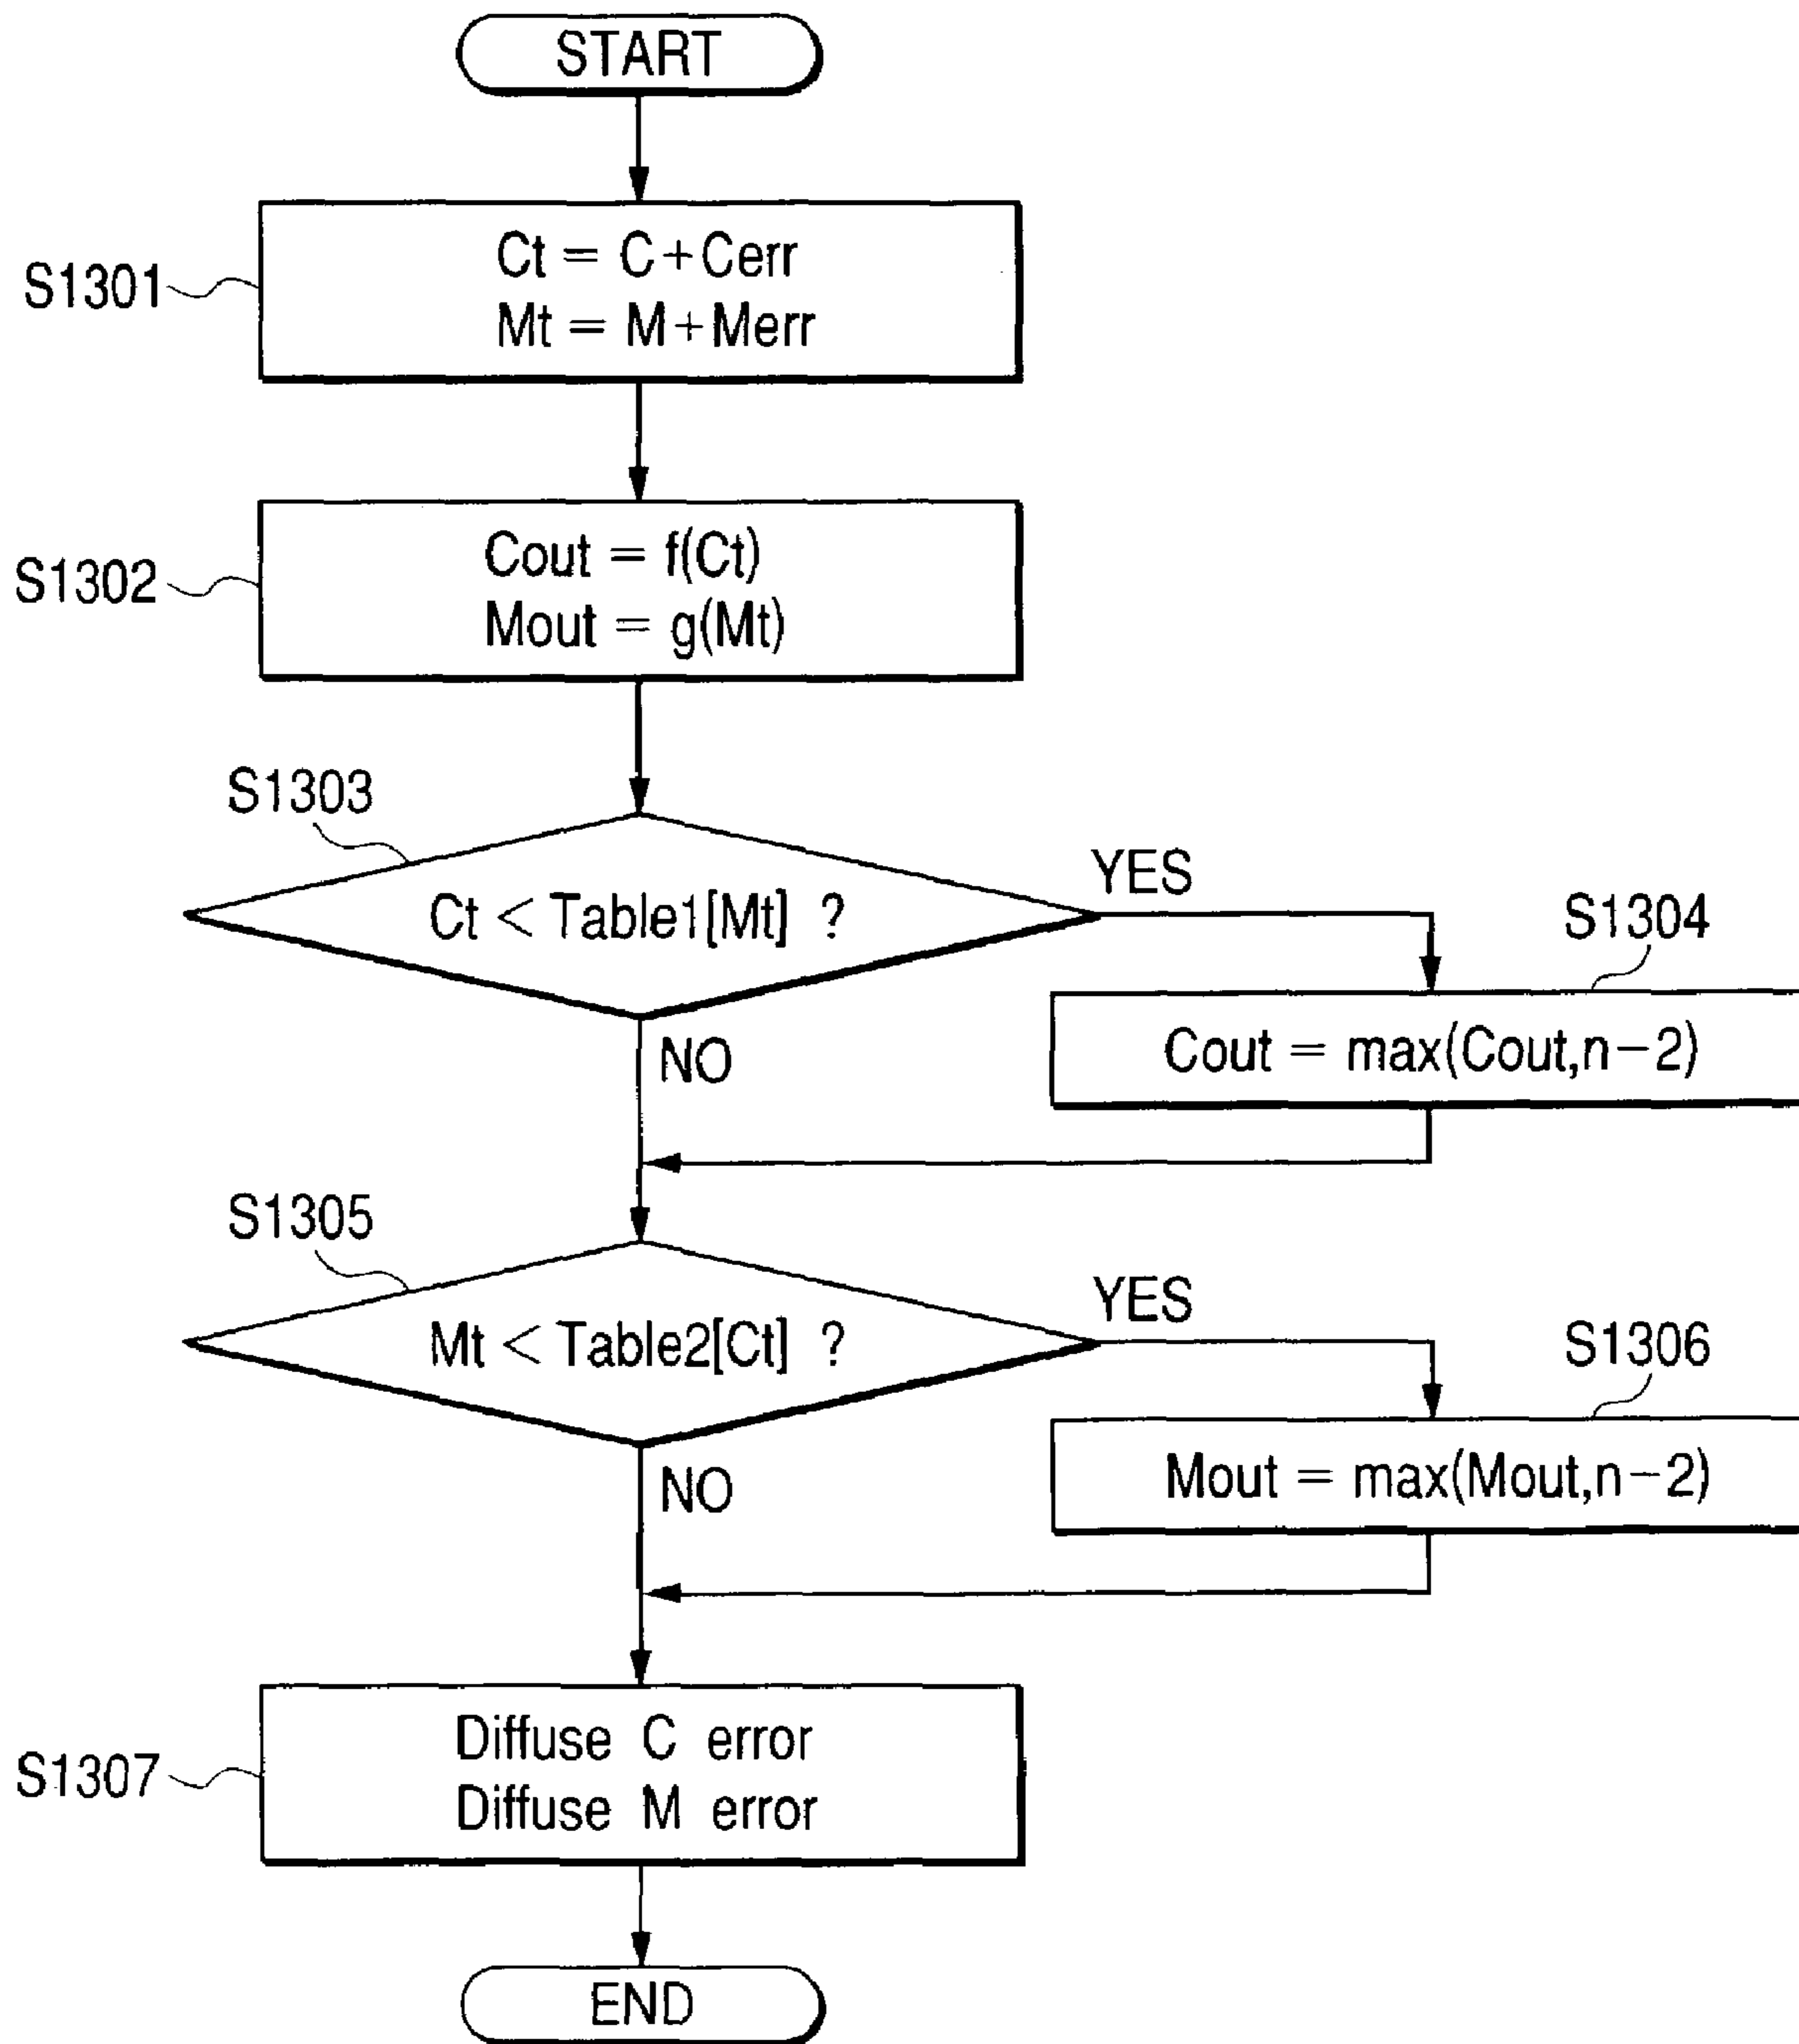 START
S1301
Ct = C+Cerr
Mt = M+Merr
S1302
Cout = f(Ct)
Mout = g(Mt)
S1303
Ct < Table1[Mt] ?
YES
S1304
Cout = max(Cout,n-2)
NO
S1305
Mt < Table2[Ct] ?
YES
S1306
Mout = max(Mout,n-2)
NO
S1307
Diffuse C error
Diffuse M error
END